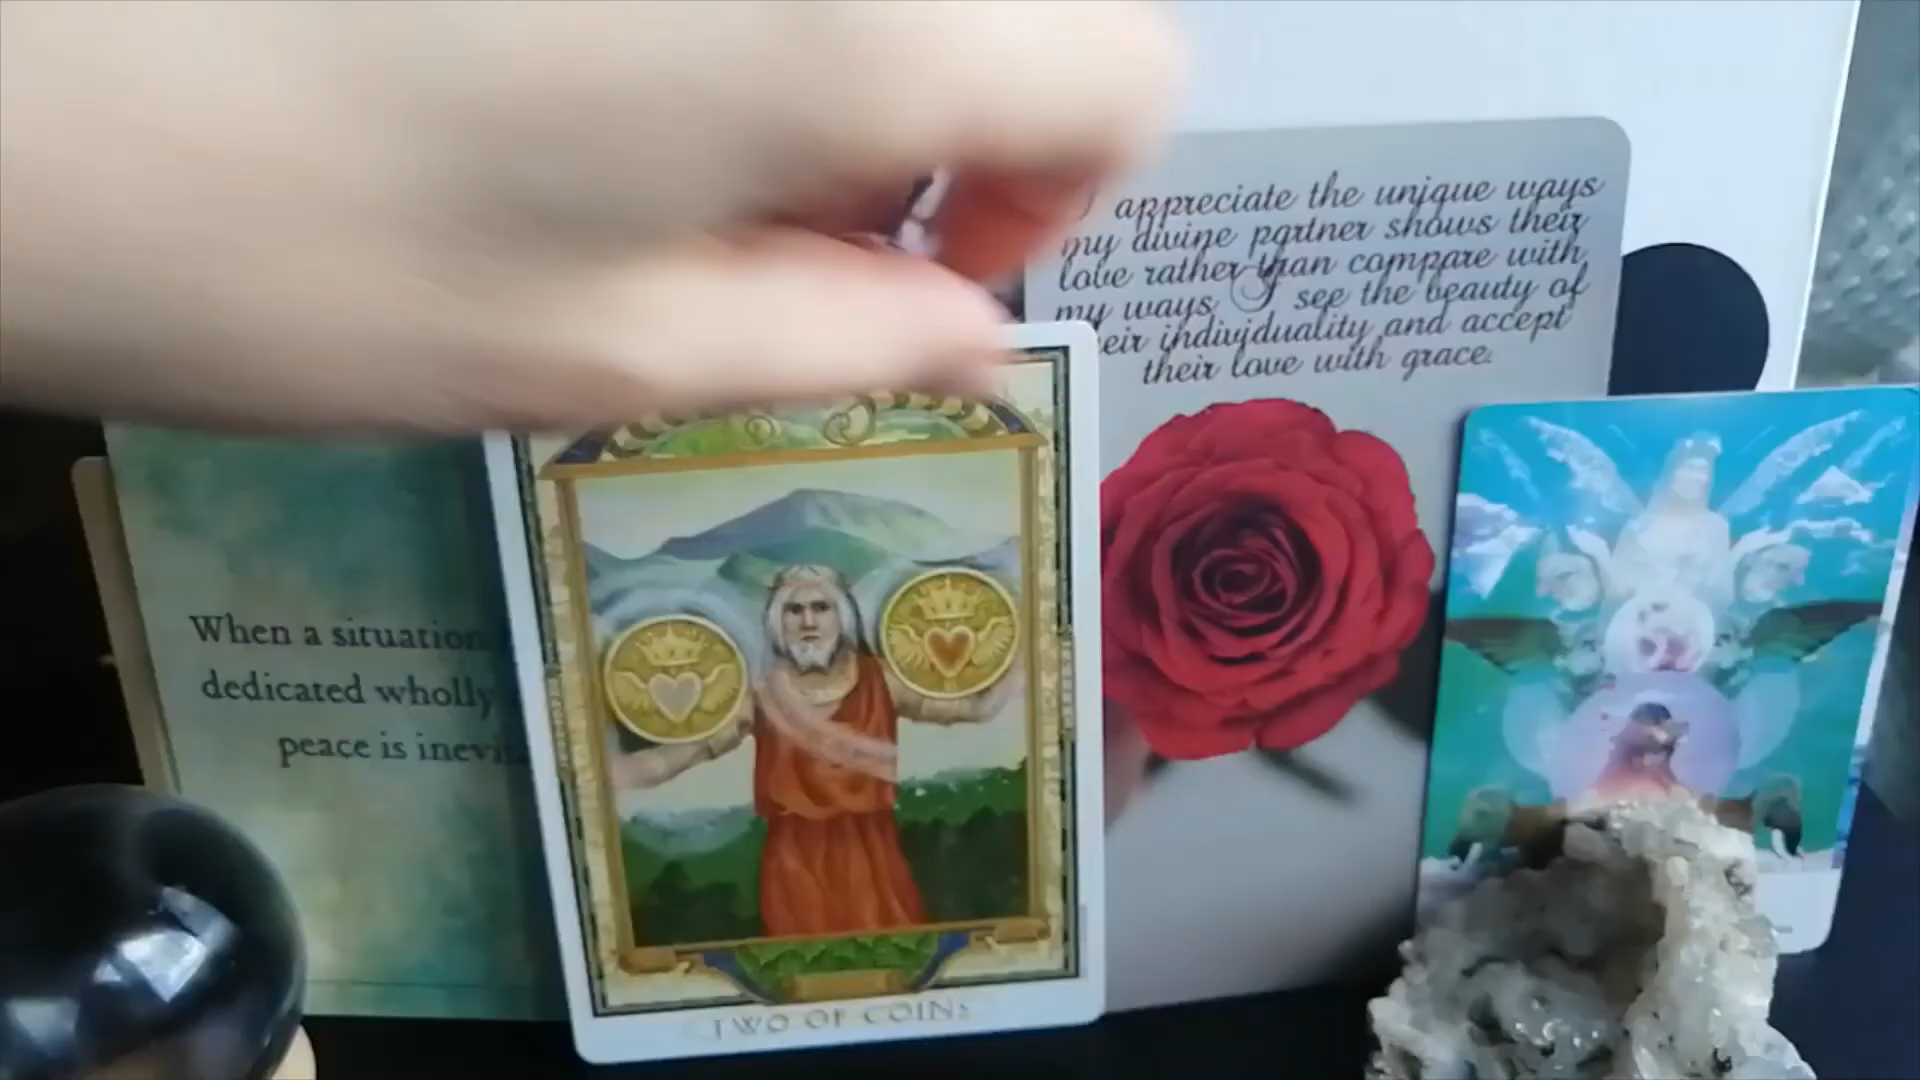 appreciate the unique ways
my divine partner shows their
love rather than compare with
my ways I see the beauty of
eir individuality and accept
their love with grace.
When a situation
dedicated wholly
peace is inevi
TWO OF COINS